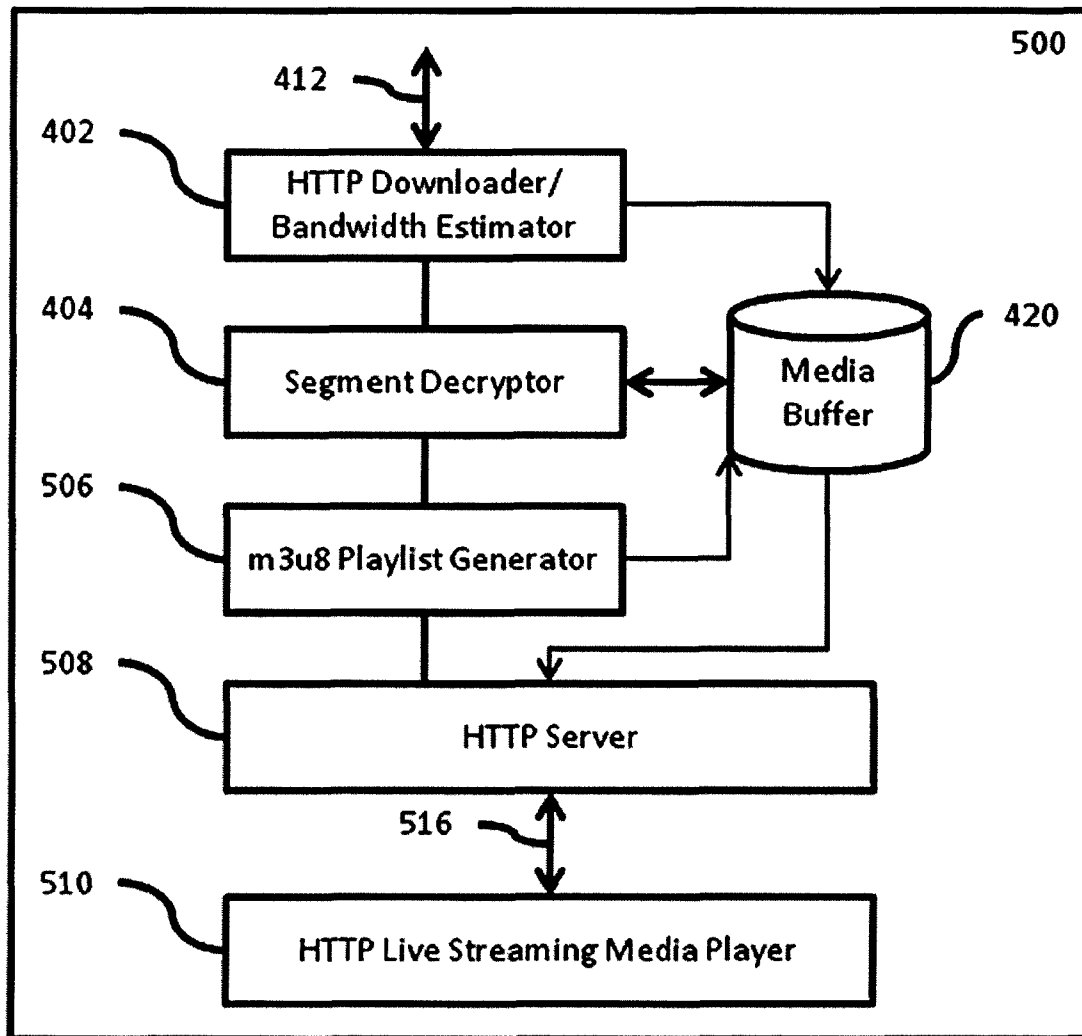 500
412
402
HTTP Downloader/
Bandwidth Estimator
404
Segment Decryptor
420
Media
Buffer
506
m3u8 Playlist Generator
508
HTTP Server
516
510
HTTP Live Streaming Media Player